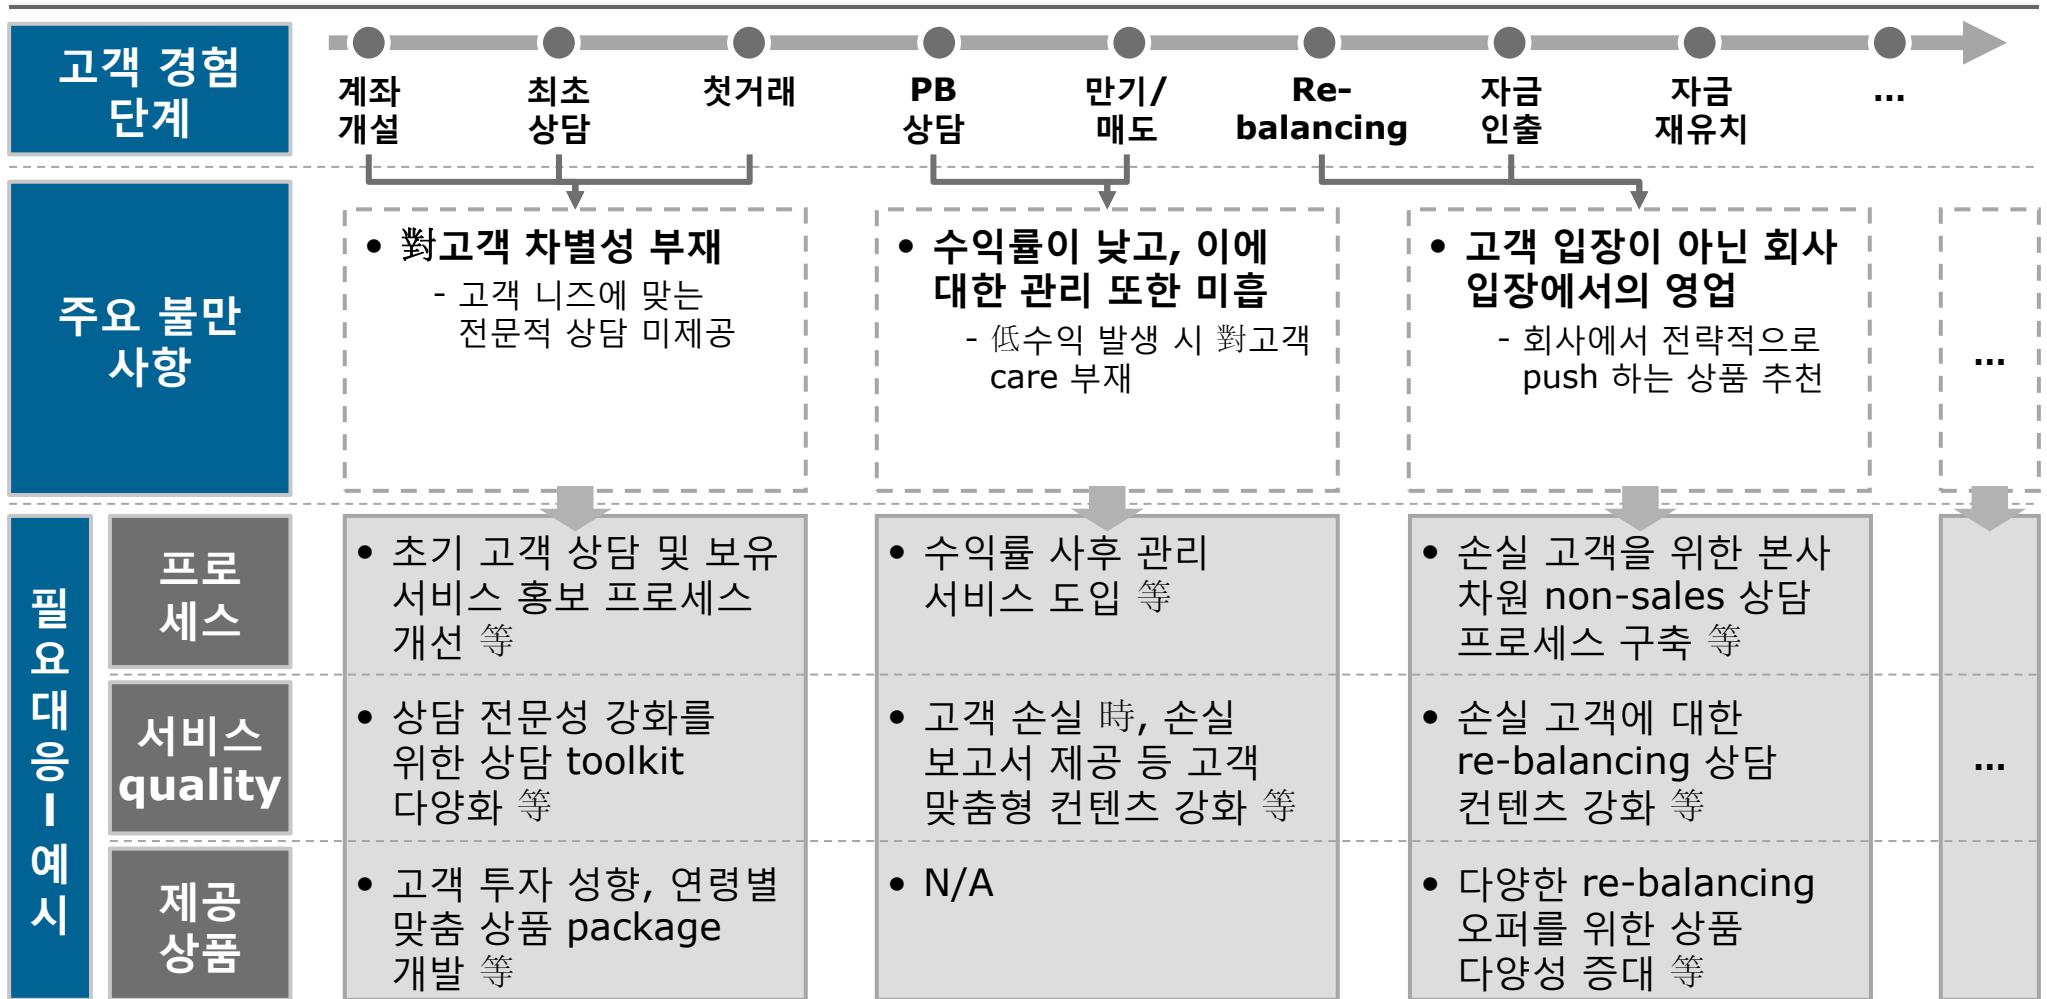 고객 경험
단계
계좌
개설
최초
상담
첫거래
PB
상담
만기/
매도
Re-
balancing
자금
인출
자금
재유치
...
주요 불만
사항
• 對고객 차별성 부재
- 고객 니즈에 맞는
전문적 상담 미제공
• 수익률이 낮고, 이에
대한 관리 또한 미흡
- 低수익 발생 시 對고객
care 부재
• 고객 입장이 아닌 회사
입장에서의 영업
- 회사에서 전략적으로
push 하는 상품 추천
...
필
요
대
응
ㅣ
예
시
프로
세스
• 초기 고객 상담 및 보유
서비스 홍보 프로세스
개선 等
• 수익률 사후 관리
서비스 도입 等
• 손실 고객을 위한 본사
차원 non-sales 상담
프로세스 구축 等
서비스
quality
• 상담 전문성 강화를
위한 상담 toolkit
다양화 等
• 고객 손실 時, 손실
보고서 제공 등 고객
맞춤형 컨텐츠 강화 等
• 손실 고객에 대한
re-balancing 상담
컨텐츠 강화 等
...
제공
상품
• 고객 투자 성향, 연령별
맞춤 상품 package
개발 等
• N/A
• 다양한 re-balancing
오퍼를 위한 상품
다양성 증대 等